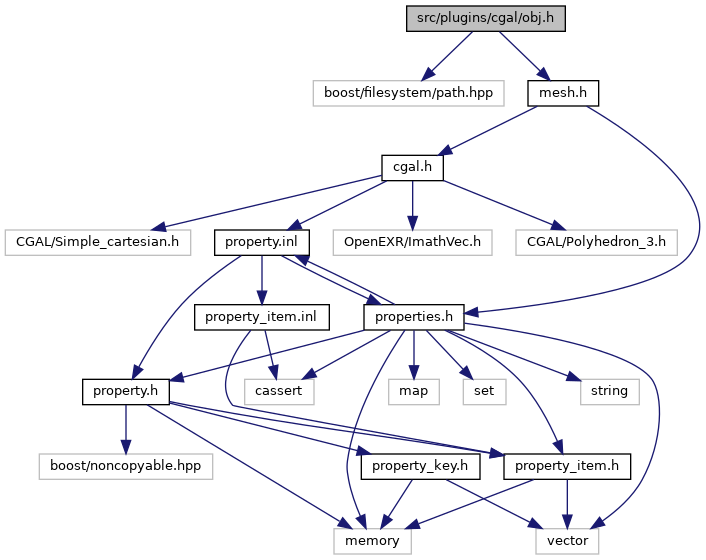 src/plugins/cgal/obj.h
boost/filesystem/path.hpp
mesh.h
cgal.h
CGAL/Simple_cartesian.h
property.inl
OpenEXR/ImathVec.h
CGAL/Polyhedron_3.h
property_item.inl
properties.h
property.h
cassert
map
set
string
boost/noncopyable.hpp
property_key.h
property_item.h
memory
vector